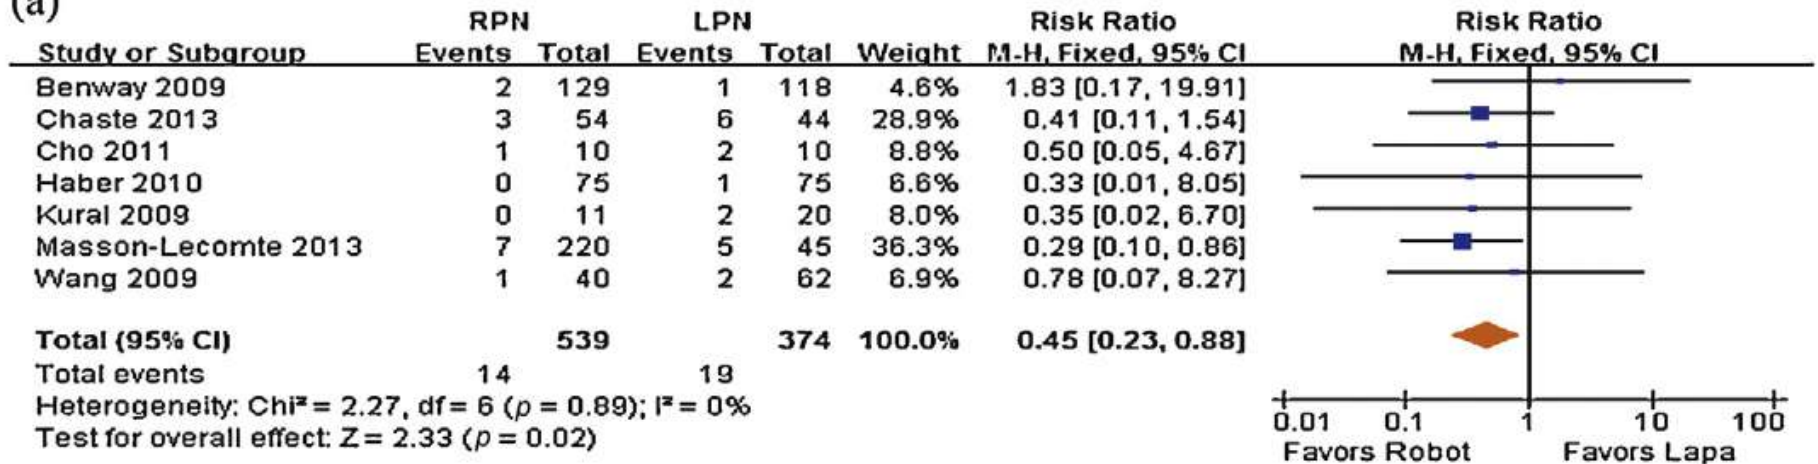 (a)
RPN LPN Risk Ratio Risk Ratio
Study or Subgroup Events Total Events Total Weight M-H, Fixed, 95% CI M-H, Fixed, 95% CI
Benway 2009 2 129 1 118 4.6% 1.83 [0.17, 19.91]
Chaste 2013 3 54 6 44 28.9% 0.41 [0.11, 1.54]
Cho 2011 1 10 2 10 8.8% 0.50 [0.05, 4.67]
Haber 2010 0 75 1 75 6.6% 0.33 [0.01, 8.05]
Kural 2009 0 11 2 20 8.0% 0.35 [0.02, 6.70]
Masson-Lecomte 2013 7 220 5 45 36.3% 0.29 [0.10, 0.86]
Wang 2009 1 40 2 62 6.9% 0.78 [0.07, 8.27]
Total (95% CI) 539 374 100.0% 0.45 [0.23, 0.88]
Total events 14 19
Heterogeneity: Chi² = 2.27, df = 6 (p = 0.89); I² = 0%
Test for overall effect: Z = 2.33 (p = 0.02)
0.01 0.1 1 10 100
Favors Robot Favors Lapa